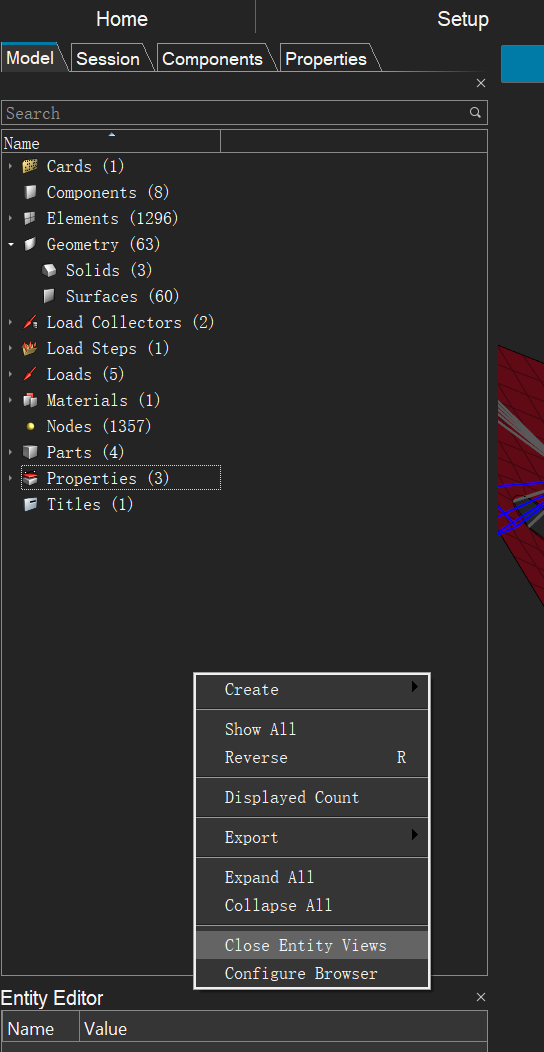 Home Setup
Model Session Components Properties
Search
Name
Cards (1)
Components (8)
Elements (1296)
Geometry (63)
Solids (3)
Surfaces (60)
Load Collectors (2)
Load Steps (1)
Loads (5)
Materials (1)
Nodes (1357)
Parts (4)
Properties (3)
Titles (1)
Create
Show All
Reverse R
Displayed Count
Export
Expand All
Collapse All
Close Entity Views
Configure Browser
Entity Editor
Name Value